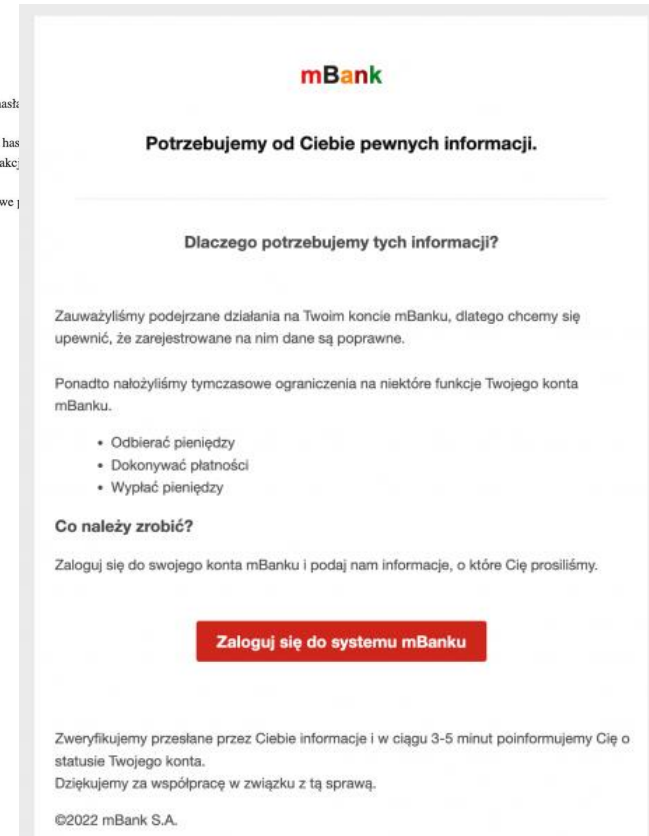 mBank
Potrzebujemy od Ciebie pewnych informacji.
Dlaczego potrzebujemy tych informacji?
Zauważyliśmy podejrzane działania na Twoim koncie mBanku, dlatego chcemy się
upewnić, że zarejestrowane na nim dane są poprawne.
Ponadto nałożyliśmy tymczasowe ograniczenia na niektóre funkcje Twojego konta
mBanku.
• Odbierać pieniędzy
• Dokonywać płatności
• Wypłać pieniędzy
Co należy zrobić?
Zaloguj się do swojego konta mBanku i podaj nam informacje, o które Cię prosiliśmy.
Zaloguj się do systemu mBanku
Zweryfikujemy przesłane przez Ciebie informacje i w ciągu 3-5 minut poinformujemy Cię o
statusie Twojego konta.
Dziękujemy za współpracę w związku z tą sprawą.
©2022 mBank S.A.